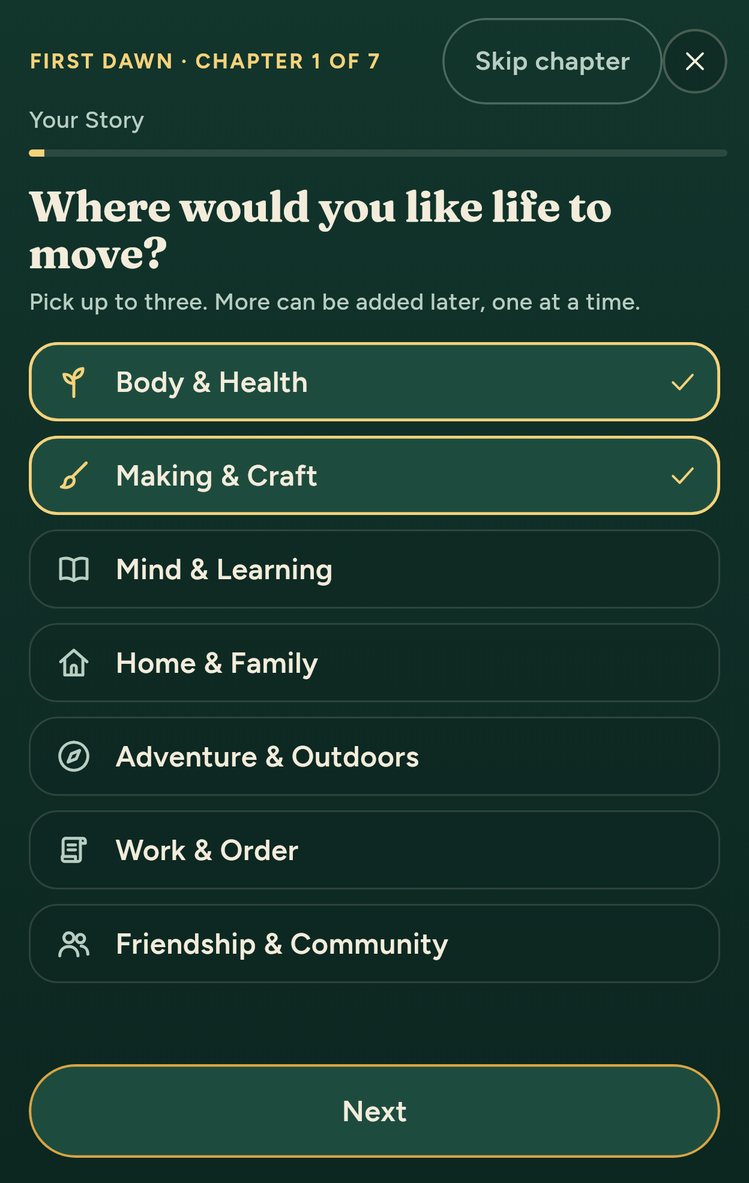 FIRST DAWN · CHAPTER 1 OF 7
Skip chapter
Your Story
Where would you like life to
move?
Pick up to three. More can be added later, one at a time.
Body & Health
Making & Craft
Mind & Learning
Home & Family
Adventure & Outdoors
Work & Order
Friendship & Community
Next